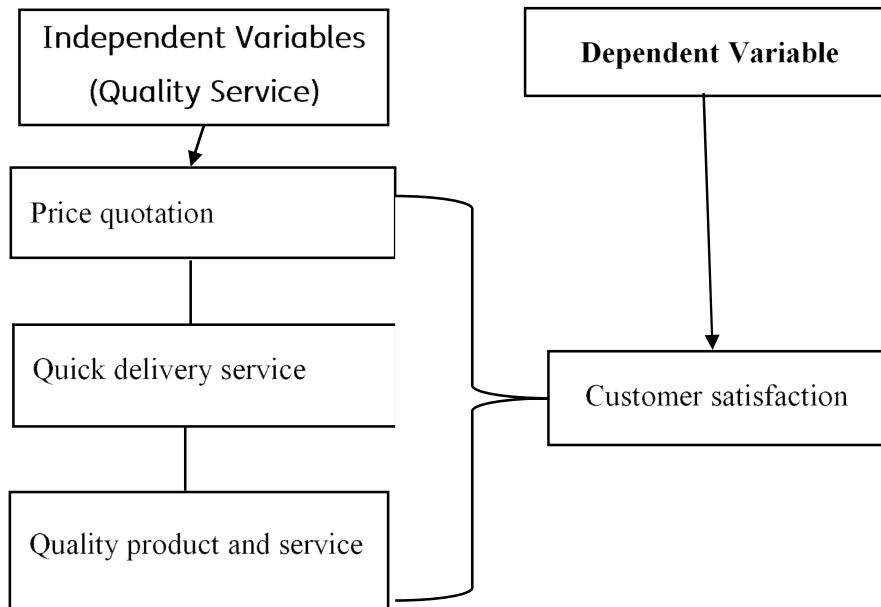 Independent Variables
(Quality Service)
Dependent Variable
Price quotation
Quick delivery service
Customer satisfaction
Quality product and service